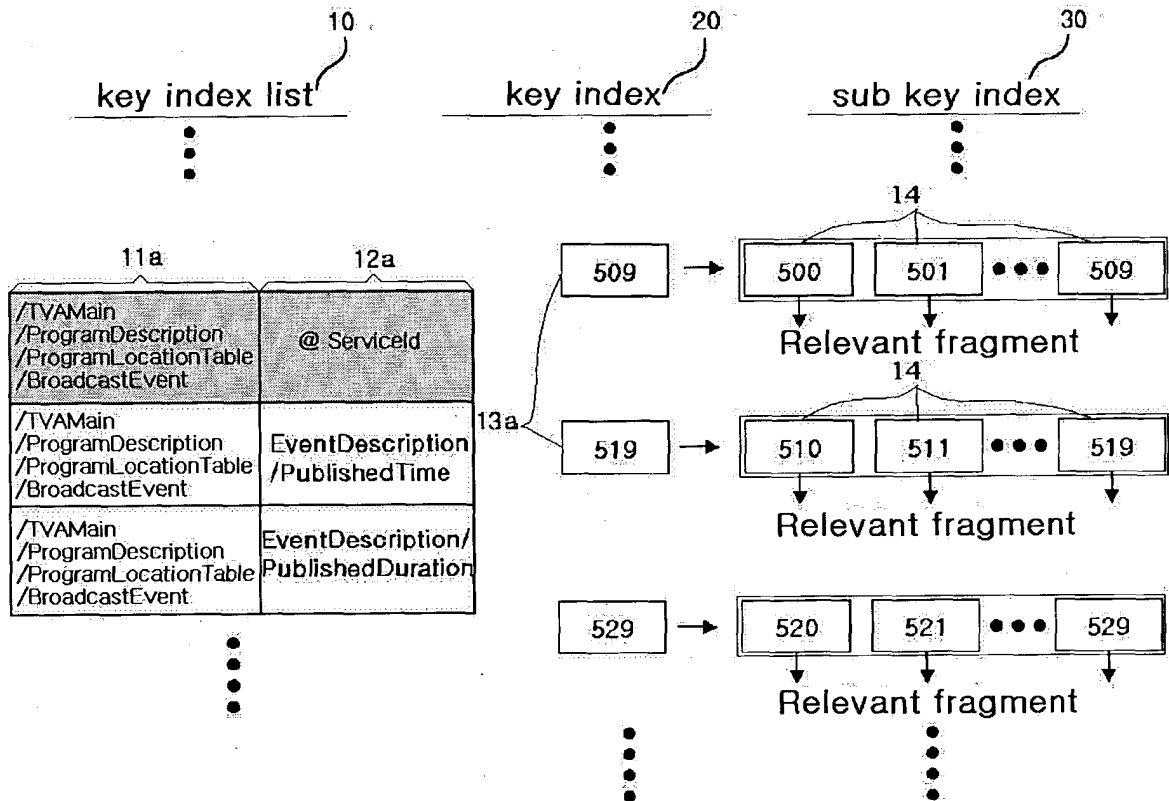 10
20
30
key index list
key index
sub key index
14
11a
12a
509
500
501
509
/TVAMain
/ProgramDescription
/ProgramLocationTable
/BroadcastEvent
@ ServiceId
Relevant fragment
14
13a
/TVAMain
/ProgramDescription
/ProgramLocationTable
/BroadcastEvent
EventDescription
/PublishedTime
519
510
511
519
Relevant fragment
/TVAMain
/ProgramDescription
/ProgramLocationTable
/BroadcastEvent
EventDescription/
PublishedDuration
529
520
521
529
Relevant fragment